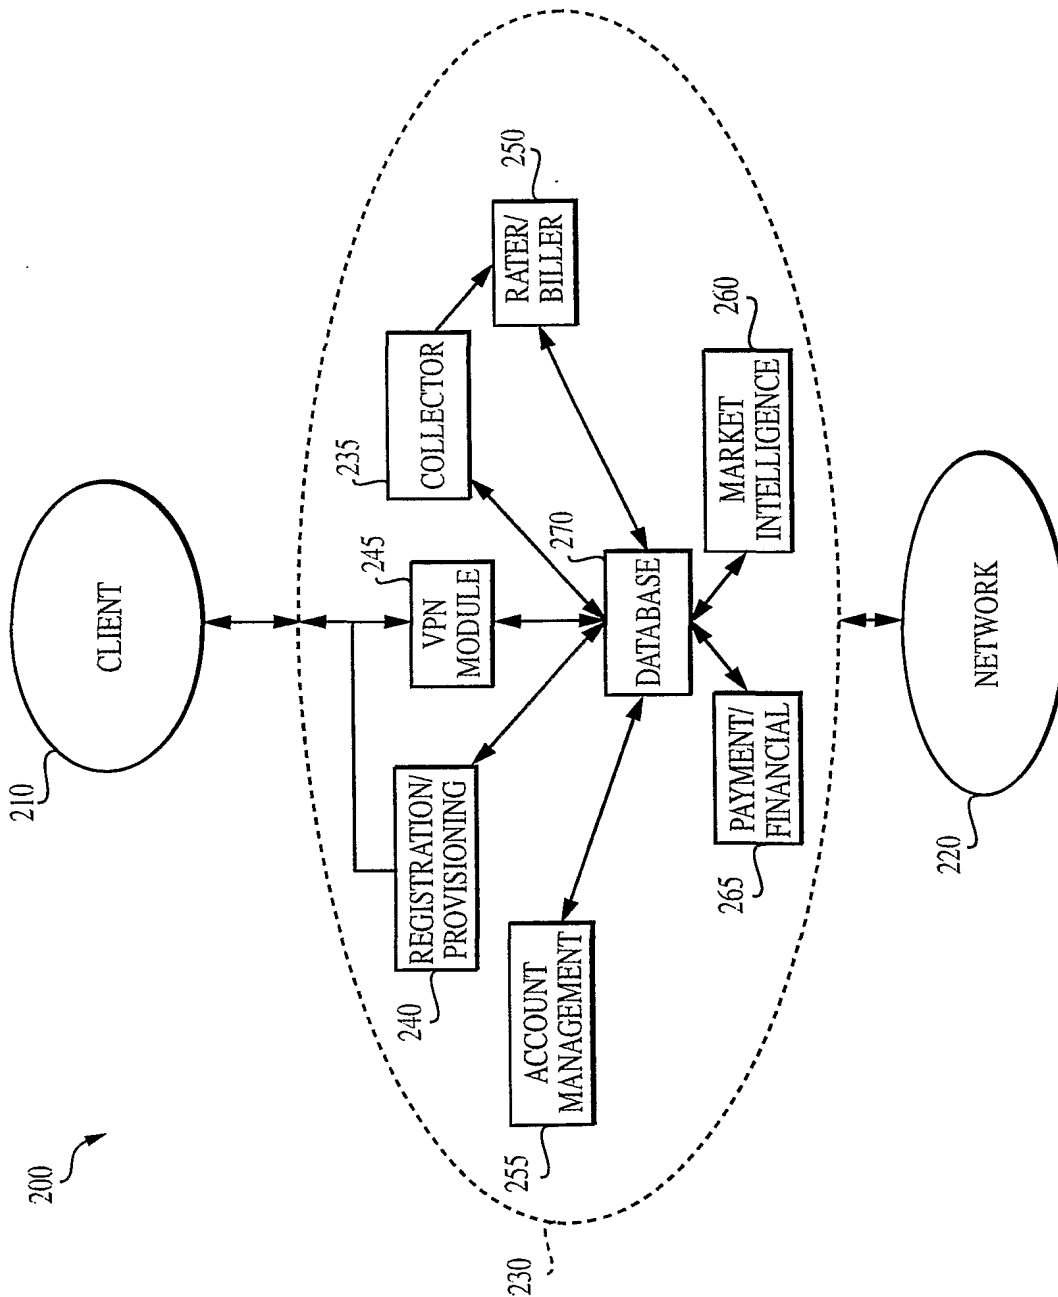 200
210
CLIENT
230
240
REGISTRATION/
PROVISIONING
245
VPN
MODULE
235
COLLECTOR
250
RATER/
BILLER
255
ACCOUNT
MANAGEMENT
270
DATABASE
265
PAYMENT/
FINANCIAL
260
MARKET
INTELLIGENCE
220
NETWORK